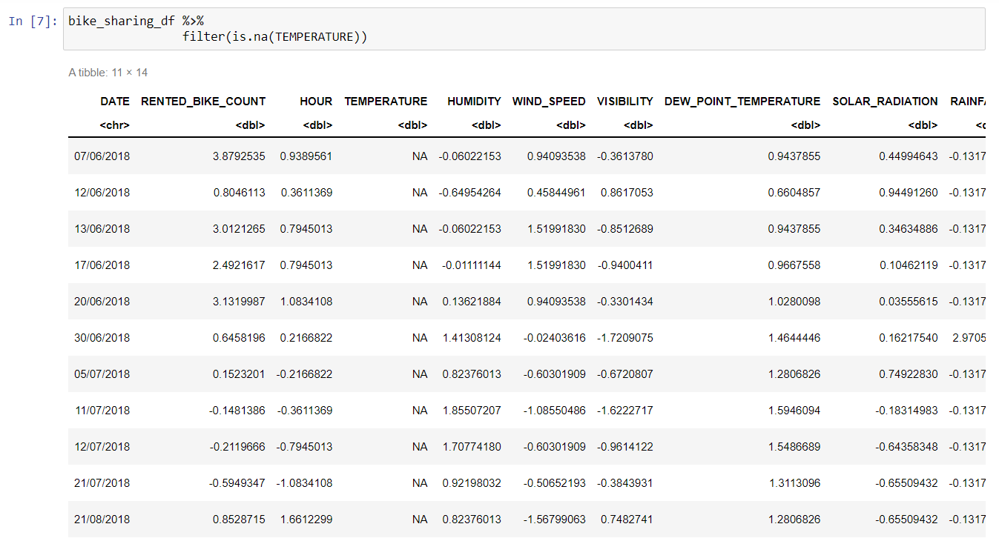 In [7]: bike_sharing_df %>%
filter(is.na(TEMPERATURE))
A tibble: 11 × 14
DATE RENTED_BIKE_COUNT HOUR TEMPERATURE HUMIDITY WIND_SPEED VISIBILITY DEW_POINT_TEMPERATURE SOLAR_RADIATION RAINFA
<chr> <dbl> <dbl> <dbl> <dbl> <dbl> <dbl> <dbl> <dbl> <d
07/06/2018 3.8792535 0.9389561 NA -0.06022153 0.94093538 -0.3613780 0.9437855 0.44994643 -0.1317
12/06/2018 0.8046113 0.3611369 NA -0.64954264 0.45844961 0.8617053 0.6604857 0.94491260 -0.1317
13/06/2018 3.0121265 0.7945013 NA -0.06022153 1.51991830 -0.8512689 0.9437855 0.34634886 -0.1317
17/06/2018 2.4921617 0.7945013 NA -0.01111144 1.51991830 -0.9400411 0.9667558 0.10462119 -0.1317
20/06/2018 3.1319987 1.0834108 NA 0.13621884 0.94093538 -0.3301434 1.0280098 0.03555615 -0.1317
30/06/2018 0.6458196 0.2166822 NA 1.41308124 -0.02403616 -1.7209075 1.4644446 0.16217540 2.9705
05/07/2018 0.1523201 -0.2166822 NA 0.82376013 -0.60301909 -0.6720807 1.2806826 0.74922830 -0.1317
11/07/2018 -0.1481386 -0.3611369 NA 1.85507207 -1.08550486 -1.6222717 1.5946094 -0.18314983 -0.1317
12/07/2018 -0.2119666 -0.7945013 NA 1.70774180 -0.60301909 -0.9614122 1.5486689 -0.64358348 -0.1317
21/07/2018 -0.5949347 -1.0834108 NA 0.92198032 -0.50652193 -0.3843931 1.3113096 -0.65509432 -0.1317
21/08/2018 0.8528715 1.6612299 NA 0.82376013 -1.56799063 0.7482741 1.2806826 -0.65509432 -0.1317